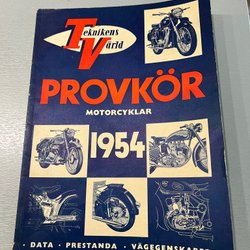 Teknikens
Värld
PROVKÖR
MOTORCYKLAR
1954
· DATA · PRESTANDA · VÄGEGENSKAPER